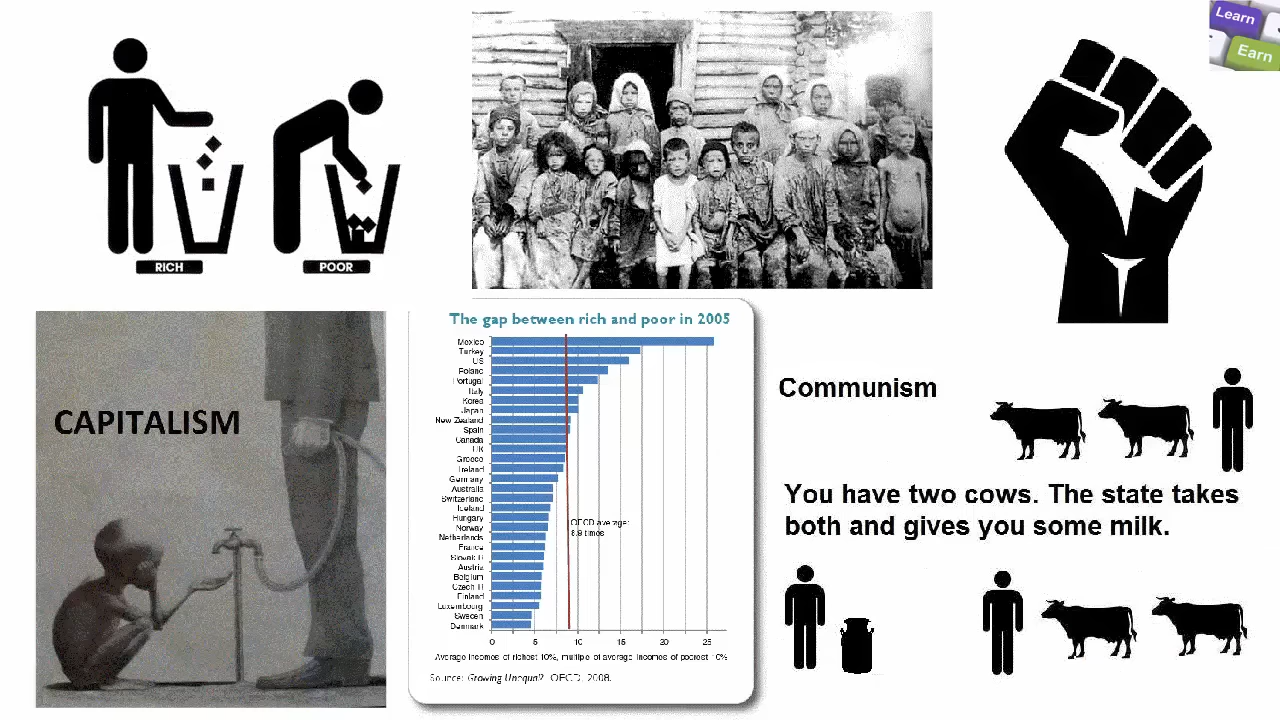 Learn
Earn
RICH
POOR
CAPITALISM
The gap between rich and poor in 2005
Mexico
Turkey
US
Poland
Portugal
Italy
Korea
Japan
New Zealand
Spain
Canada
UK
Greece
Ireland
Germany
Australia
Switzerland
Iceland
Hungary
Norway
Netherlands
France
Slovak R
Austria
Belgium
Czech R
Finland
Luxembourg
Sweden
Denmark
OECD average:
8.9 times
0 5 10 15 20 25
Average incomes of richest 10%, multiple of average incomes of poorest 10%
Source: Growing Unequal? OECD, 2008.
Communism
You have two cows. The state takes
both and gives you some milk.